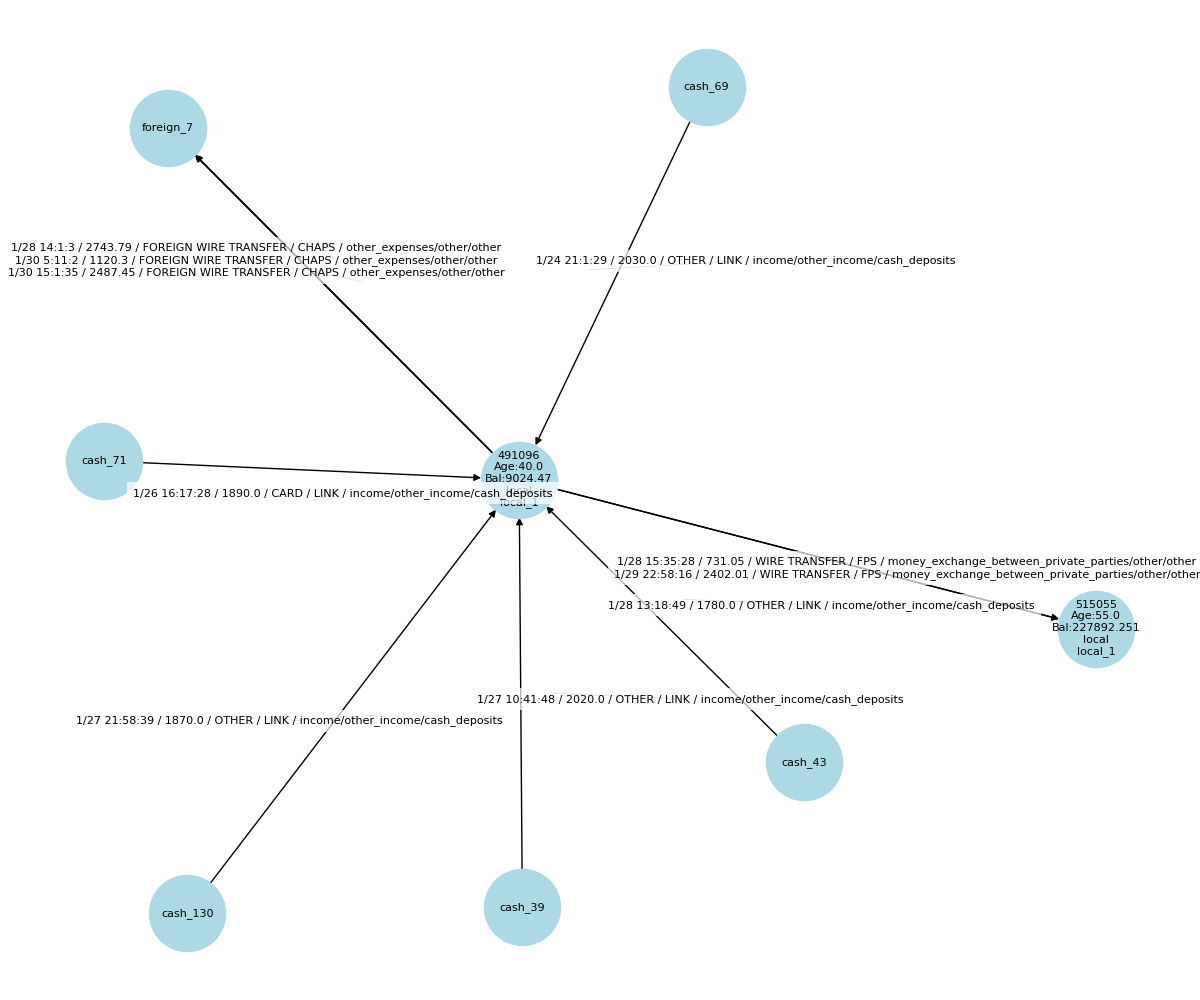 cash_69
foreign_7
1/28 14:1:3 / 2743.79 / FOREIGN WIRE TRANSFER / CHAPS / other_expenses/other/other
1/30 5:11:2 / 1120.3 / FOREIGN WIRE TRANSFER / CHAPS / other_expenses/other/other
1/30 15:1:35 / 2487.45 / FOREIGN WIRE TRANSFER / CHAPS / other_expenses/other/other
1/24 21:1:29 / 2030.0 / OTHER / LINK / income/other_income/cash_deposits
cash_71
491096
Age:40.0
Bal:9024.47
local
local_1
1/26 16:17:28 / 1890.0 / CARD / LINK / income/other_income/cash_deposits
1/28 15:35:28 / 731.05 / WIRE TRANSFER / FPS / money_exchange_between_private_parties/other/other
1/29 22:58:16 / 2402.01 / WIRE TRANSFER / FPS / money_exchange_between_private_parties/other/other
1/28 13:18:49 / 1780.0 / OTHER / LINK / income/other_income/cash_deposits
515055
Age:55.0
Bal:227892.251
local
local_1
1/27 10:41:48 / 2020.0 / OTHER / LINK / income/other_income/cash_deposits
1/27 21:58:39 / 1870.0 / OTHER / LINK / income/other_income/cash_deposits
cash_43
cash_130
cash_39